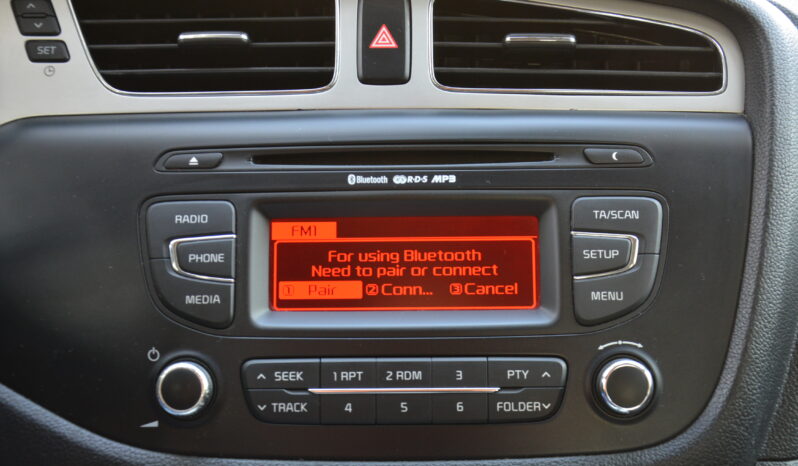 SET
Bluetooth R·D·S MP3
RADIO
PHONE
MEDIA
FM1
For using Bluetooth
Need to pair or connect
① Pair ② Conn... ③ Cancel
TA/SCAN
SETUP
MENU
SEEK 1 RPT 2 RDM 3 PTY
TRACK 4 5 6 FOLDER